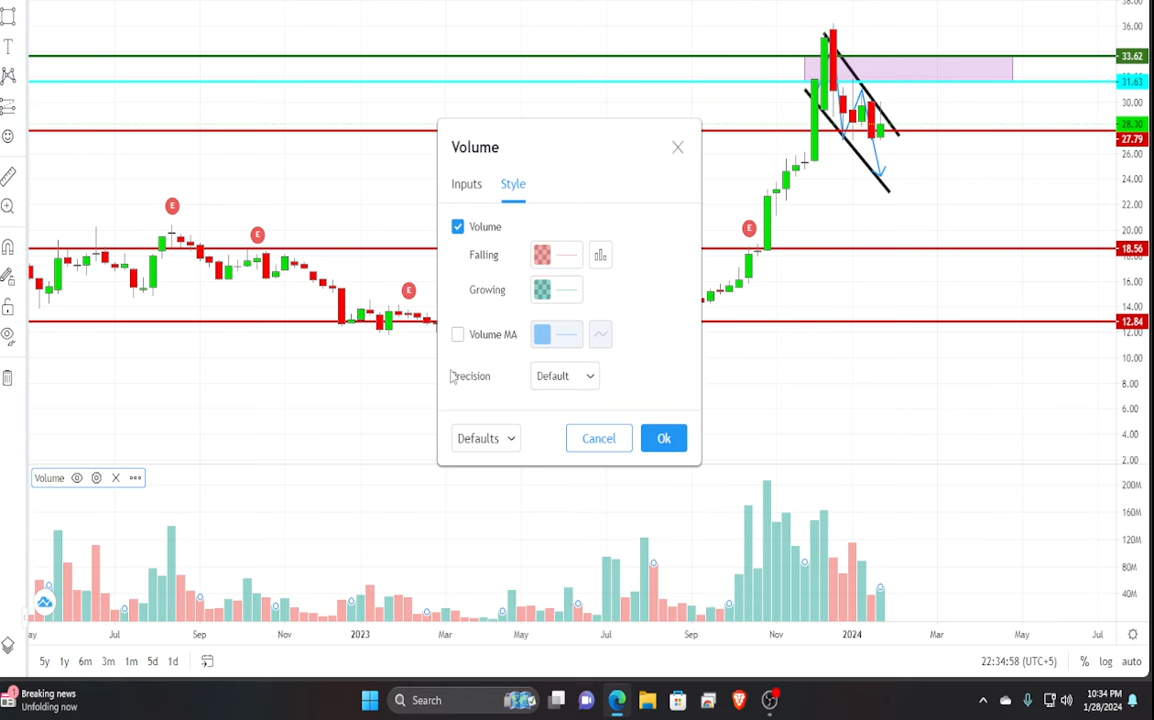 38.00
36.00
33.62
31.63
30.00
28.30
27.79
26.00
24.00
22.00
20.00
18.56
16.00
14.00
12.84
12.00
10.00
8.00
6.00
4.00
2.00
T
E
E
E
E
Volume
Inputs
Style
Volume
Falling
Growing
Volume MA
Precision
Default
Defaults
Cancel
Ok
Volume
200M
160M
120M
80M
40M
ay
Jul
Sep
Nov
2023
Mar
May
Jul
Sep
Nov
2024
Mar
May
Jul
5y
1y
6m
3m
1m
5d
1d
22:34:58 (UTC+5)
%
log
auto
Breaking news
Unfolding now
Search
10:34 PM
1/28/2024